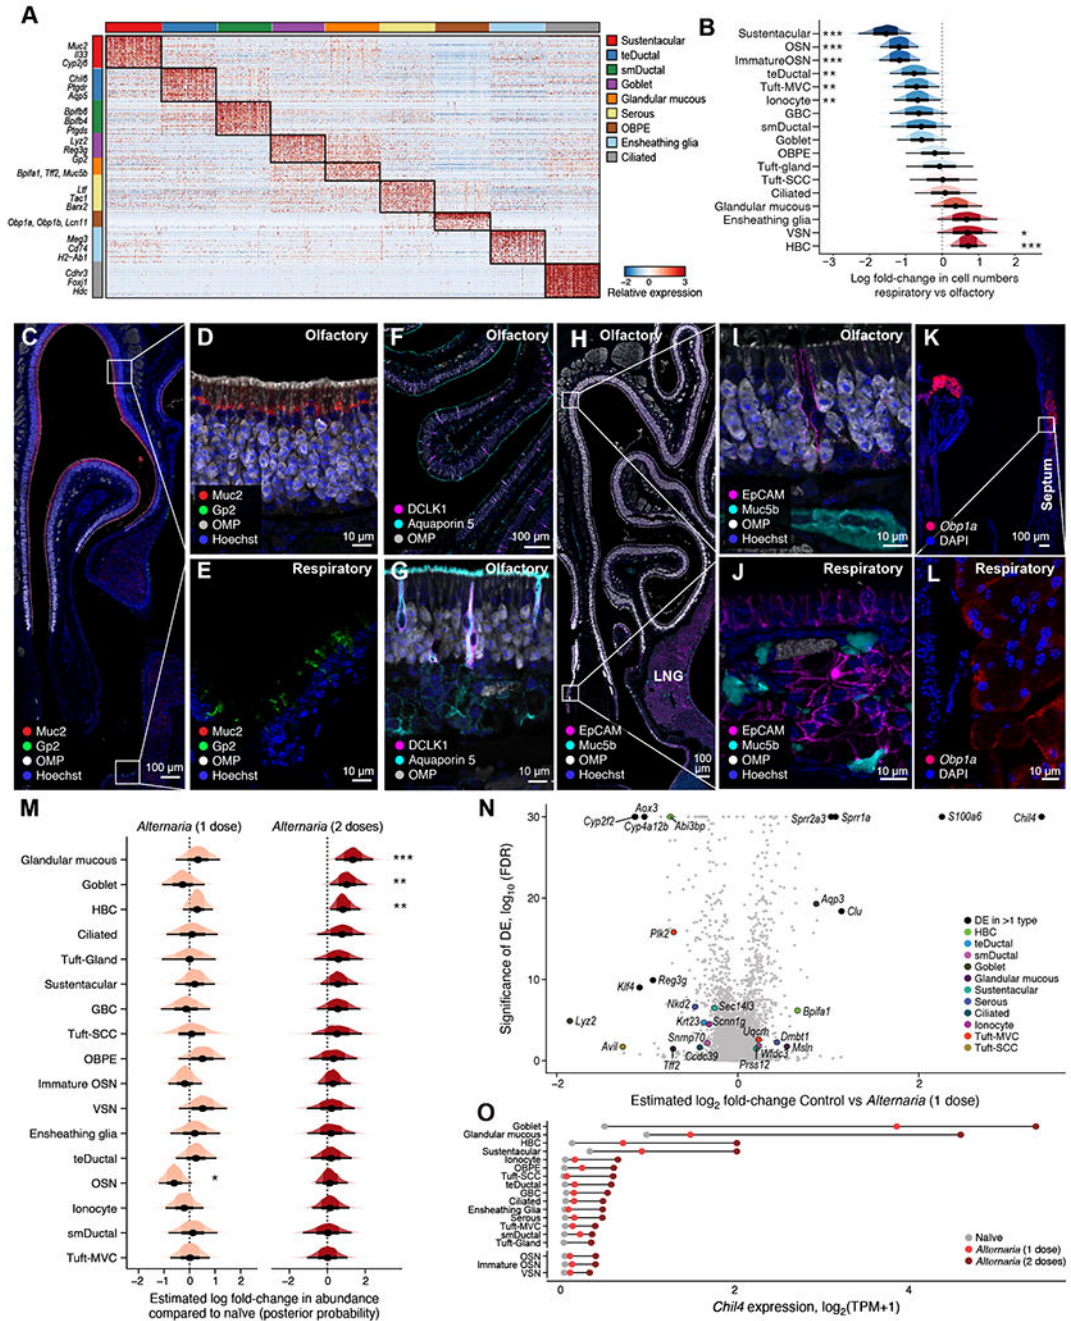 A
Muc2
Il33
Cyp2j6
Chil6
Ptgdr
Aqp5
Bpifb5
Bpifb4
Ptgds
Lyz2
Reg3g
Gp2
Bpifa1, Tff2, Muc5b
Ltf
Tac1
Barx2
Obp1a, Obp1b, Lcn11
Meg3
Cd74
H2-Ab1
Cdhr3
Foxj1
Hdc
Sustentacular
teDuctal
smDuctal
Goblet
Glandular mucous
Serous
OBPE
Ensheathing glia
Ciliated
−2 0 3
Relative expression
B
Sustentacular ***
OSN ***
ImmatureOSN ***
teDuctal **
Tuft-MVC **
Ionocyte **
GBC
smDuctal
Goblet
OBPE
Tuft-gland
Tuft-SCC
Ciliated
Glandular mucous
Ensheathing glia
VSN *
HBC ***
−3 −2 −1 0 1 2
Log fold-change in cell numbers
respiratory vs olfactory
C
Muc2
Gp2
OMP
Hoechst
100 µm
D
Olfactory
Muc2
Gp2
OMP
Hoechst
10 µm
E
Respiratory
Muc2
Gp2
OMP
Hoechst
10 µm
F
Olfactory
DCLK1
Aquaporin 5
OMP
100 µm
G
Olfactory
DCLK1
Aquaporin 5
OMP
10 µm
H
Olfactory
LNG
EpCAM
Muc5b
OMP
Hoechst
100
µm
I
Olfactory
EpCAM
Muc5b
OMP
Hoechst
10 µm
J
Respiratory
EpCAM
Muc5b
OMP
Hoechst
10 µm
K
Septum
Obp1a
DAPI
100 µm
L
Respiratory
Obp1a
DAPI
10 µm
M
Alternaria (1 dose)
Alternaria (2 doses)
Glandular mucous ***
Goblet **
HBC **
Ciliated
Tuft-Gland
Sustentacular
GBC
Tuft-SCC
OBPE
Immature OSN
VSN
Ensheathing glia
teDuctal
OSN *
Ionocyte
smDuctal
Tuft-MVC
−2 −1 0 1 2
−2 0 2
Estimated log fold-change in abundance
compared to naïve (posterior probability)
N
Significance of DE, log10 (FDR)
30
20
10
0
Cyp2f2
Aox3
Cyp4a12b
Abi3bp
Sprr2a3
Sprr1a
S100a6
Chil4
Aqp3
Clu
Plk2
Reg3g
Klf4
Lyz2
Nkd2
Sec14l3
Bpifa1
Krt23
Scnn1g
Avil
Snrnp70
Uqcrh
Dmbt1
Tff2
Ccdc39
Wfdc3
Msln
Prss12
DE in >1 type
HBC
teDuctal
smDuctal
Goblet
Glandular mucous
Sustentacular
Serous
Ciliated
Ionocyte
Tuft-MVC
Tuft-SCC
−2 0 2
Estimated log2 fold-change Control vs Alternaria (1 dose)
O
Goblet
Glandular mucous
HBC
Sustentacular
Ionocyte
OBPE
Tuft-SCC
teDuctal
GBC
Ciliated
Ensheathing Glia
Serous
Tuft-MVC
smDuctal
Tuft-Gland
OSN
Immature OSN
VSN
Naïve
Alternaria (1 dose)
Alternaria (2 doses)
0 2 4
Chil4 expression, log2(TPM+1)